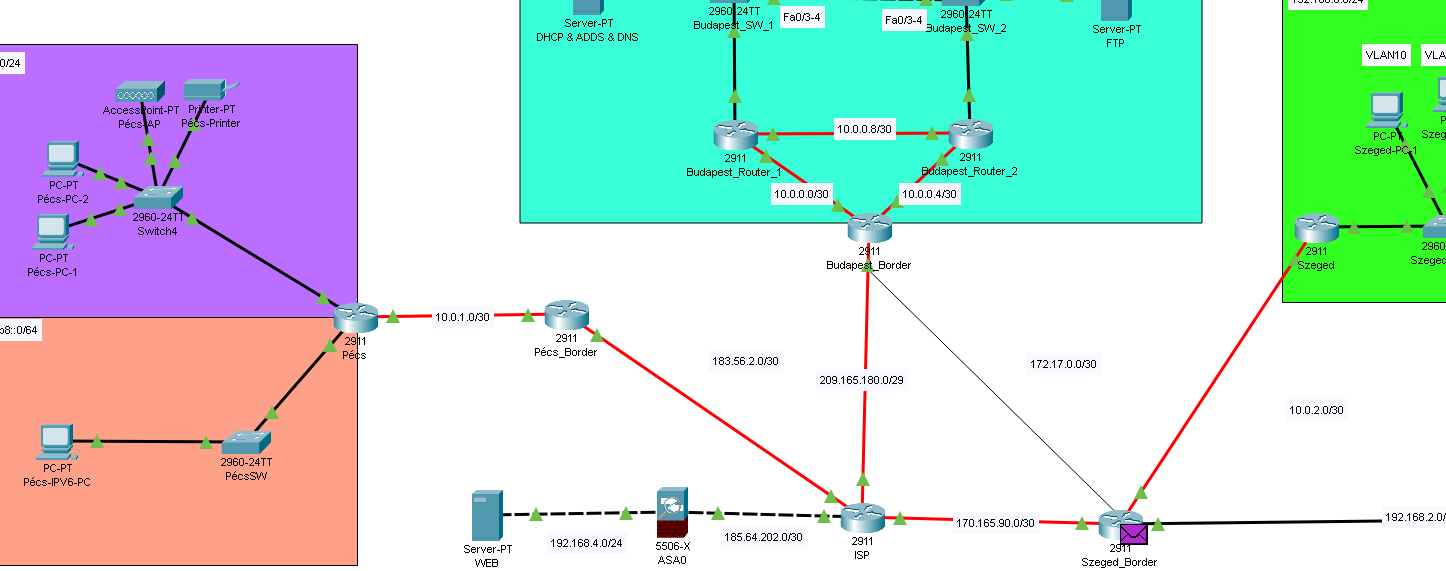 0/24
AccessPoint-PT
Pécs-AP
Printer-PT
Pécs-Printer
PC-PT
Pécs-PC-2
2960-24TT
Switch4
PC-PT
Pécs-PC-1
b8::0/64
2911
Pécs
10.0.1.0/30
2911
Pécs_Border
PC-PT
Pécs-IPV6-PC
2960-24TT
PécsSW
Server-PT
DHCP & ADDS & DNS
2960-24TT
Budapest_SW_1
Fa0/3-4
Fa0/3-4
2960-24TT
Budapest_SW_2
Server-PT
FTP
2911
Budapest_Router_1
10.0.0.8/30
2911
Budapest_Router_2
10.0.0.0/30
10.0.0.4/30
2911
Budapest_Border
183.56.2.0/30
209.165.180.0/29
172.17.0.0/30
10.0.2.0/30
VLAN10
VLA
PC-PT
Szeged-PC-1
Szeg
2911
Szeged
2960
Szeged
Server-PT
WEB
192.168.4.0/24
5506-X
ASA0
185.64.202.0/30
2911
ISP
170.165.90.0/30
2911
Szeged_Border
192.168.2.0/